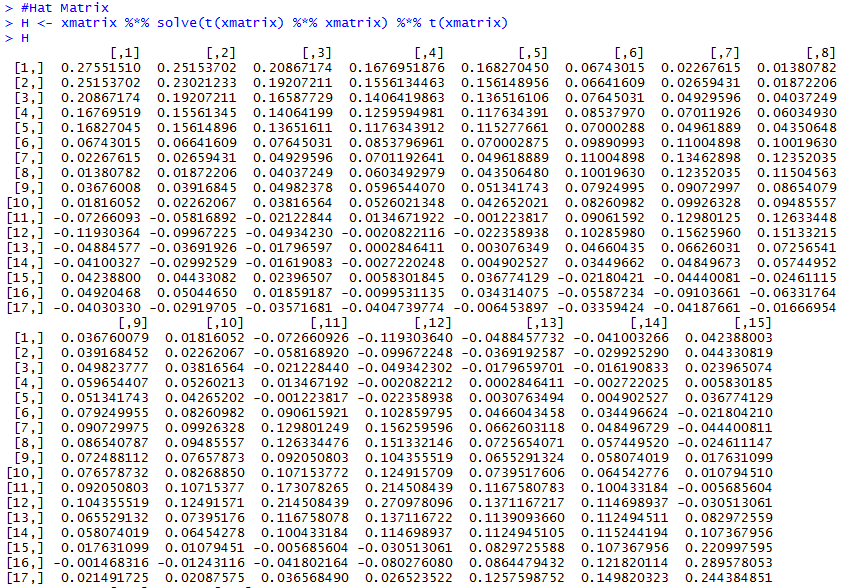 > #Hat Matrix
> H <- xmatrix %*% solve(t(xmatrix) %*% xmatrix) %*% t(xmatrix)
> H
[,1] [,2] [,3] [,4] [,5] [,6] [,7] [,8]
[1,] 0.27551510 0.25153702 0.20867174 0.1676951876 0.168270450 0.06743015 0.02267615 0.01380782
[2,] 0.25153702 0.23021233 0.19207211 0.1556134463 0.156148956 0.06641609 0.02659431 0.01872206
[3,] 0.20867174 0.19207211 0.16587729 0.1406419863 0.136516106 0.07645031 0.04929596 0.04037249
[4,] 0.16769519 0.15561345 0.14064199 0.1259594981 0.117634391 0.08537970 0.07011926 0.06034930
[5,] 0.16827045 0.15614896 0.13651611 0.1176343912 0.115277661 0.07000288 0.04961889 0.04350648
[6,] 0.06743015 0.06641609 0.07645031 0.0853796961 0.070002875 0.09890993 0.11004898 0.10019630
[7,] 0.02267615 0.02659431 0.04929596 0.0701192641 0.049618889 0.11004898 0.13462898 0.12352035
[8,] 0.01380782 0.01872206 0.04037249 0.0603492979 0.043506480 0.10019630 0.12352035 0.11504563
[9,] 0.03676008 0.03916845 0.04982378 0.0596544070 0.051341743 0.07924995 0.09072997 0.08654079
[10,] 0.01816052 0.02262067 0.03816564 0.0526021348 0.042652021 0.08260982 0.09926328 0.09485557
[11,] -0.07266093 -0.05816892 -0.02122844 0.0134671922 -0.001223817 0.09061592 0.12980125 0.12633448
[12,] -0.11930364 -0.09967225 -0.04934230 -0.0020822116 -0.022358938 0.10285980 0.15625960 0.15133215
[13,] -0.04884577 -0.03691926 -0.01796597 0.0002846411 0.003076349 0.04660435 0.06626031 0.07256541
[14,] -0.04100327 -0.02992529 -0.01619083 -0.0027220248 0.004902527 0.03449662 0.04849673 0.05744952
[15,] 0.04238800 0.04433082 0.02396507 0.0058301845 0.036774129 -0.02180421 -0.04440081 -0.02461115
[16,] 0.04920468 0.05044650 0.01859187 -0.0099531135 0.034314075 -0.05587234 -0.09103661 -0.06331764
[17,] -0.04030330 -0.02919705 -0.03571681 -0.0404739774 -0.006453897 -0.03359424 -0.04187661 -0.01666954
[,9] [,10] [,11] [,12] [,13] [,14] [,15]
[1,] 0.036760079 0.01816052 -0.072660926 -0.119303640 -0.0488457732 -0.041003266 0.042388003
[2,] 0.039168452 0.02262067 -0.058168920 -0.099672248 -0.0369192587 -0.029925290 0.044330819
[3,] 0.049823777 0.03816564 -0.021228440 -0.049342302 -0.0179659701 -0.016190833 0.023965074
[4,] 0.059654407 0.05260213 0.013467192 -0.002082212 0.0002846411 -0.002722025 0.005830185
[5,] 0.051341743 0.04265202 -0.001223817 -0.022358938 0.0030763494 0.004902527 0.036774129
[6,] 0.079249955 0.08260982 0.090615921 0.102859795 0.0466043458 0.034496624 -0.021804210
[7,] 0.090729975 0.09926328 0.129801249 0.156259596 0.0662603118 0.048496729 -0.044400811
[8,] 0.086540787 0.09485557 0.126334476 0.151332146 0.0725654071 0.057449520 -0.024611147
[9,] 0.072488112 0.07657873 0.092050803 0.104355519 0.0655291324 0.058074019 0.017631099
[10,] 0.076578732 0.08268850 0.107153772 0.124915709 0.0739517606 0.064542776 0.010794510
[11,] 0.092050803 0.10715377 0.173078265 0.214508439 0.1167580783 0.100433184 -0.005685604
[12,] 0.104355519 0.12491571 0.214508439 0.270978096 0.1371167217 0.114698937 -0.030513061
[13,] 0.065529132 0.07395176 0.116758078 0.137116722 0.1139093660 0.112494511 0.082972559
[14,] 0.058074019 0.06454278 0.100433184 0.114698937 0.1124945105 0.115244194 0.107367956
[15,] 0.017631099 0.01079451 -0.005685604 -0.030513061 0.0829725588 0.107367956 0.220997595
[16,] -0.001468316 -0.01243116 -0.041802164 -0.080276080 0.0864479432 0.121820114 0.289578053
[17,] 0.021491725 0.02087575 0.036568490 0.026523522 0.1257598752 0.149820323 0.244384851